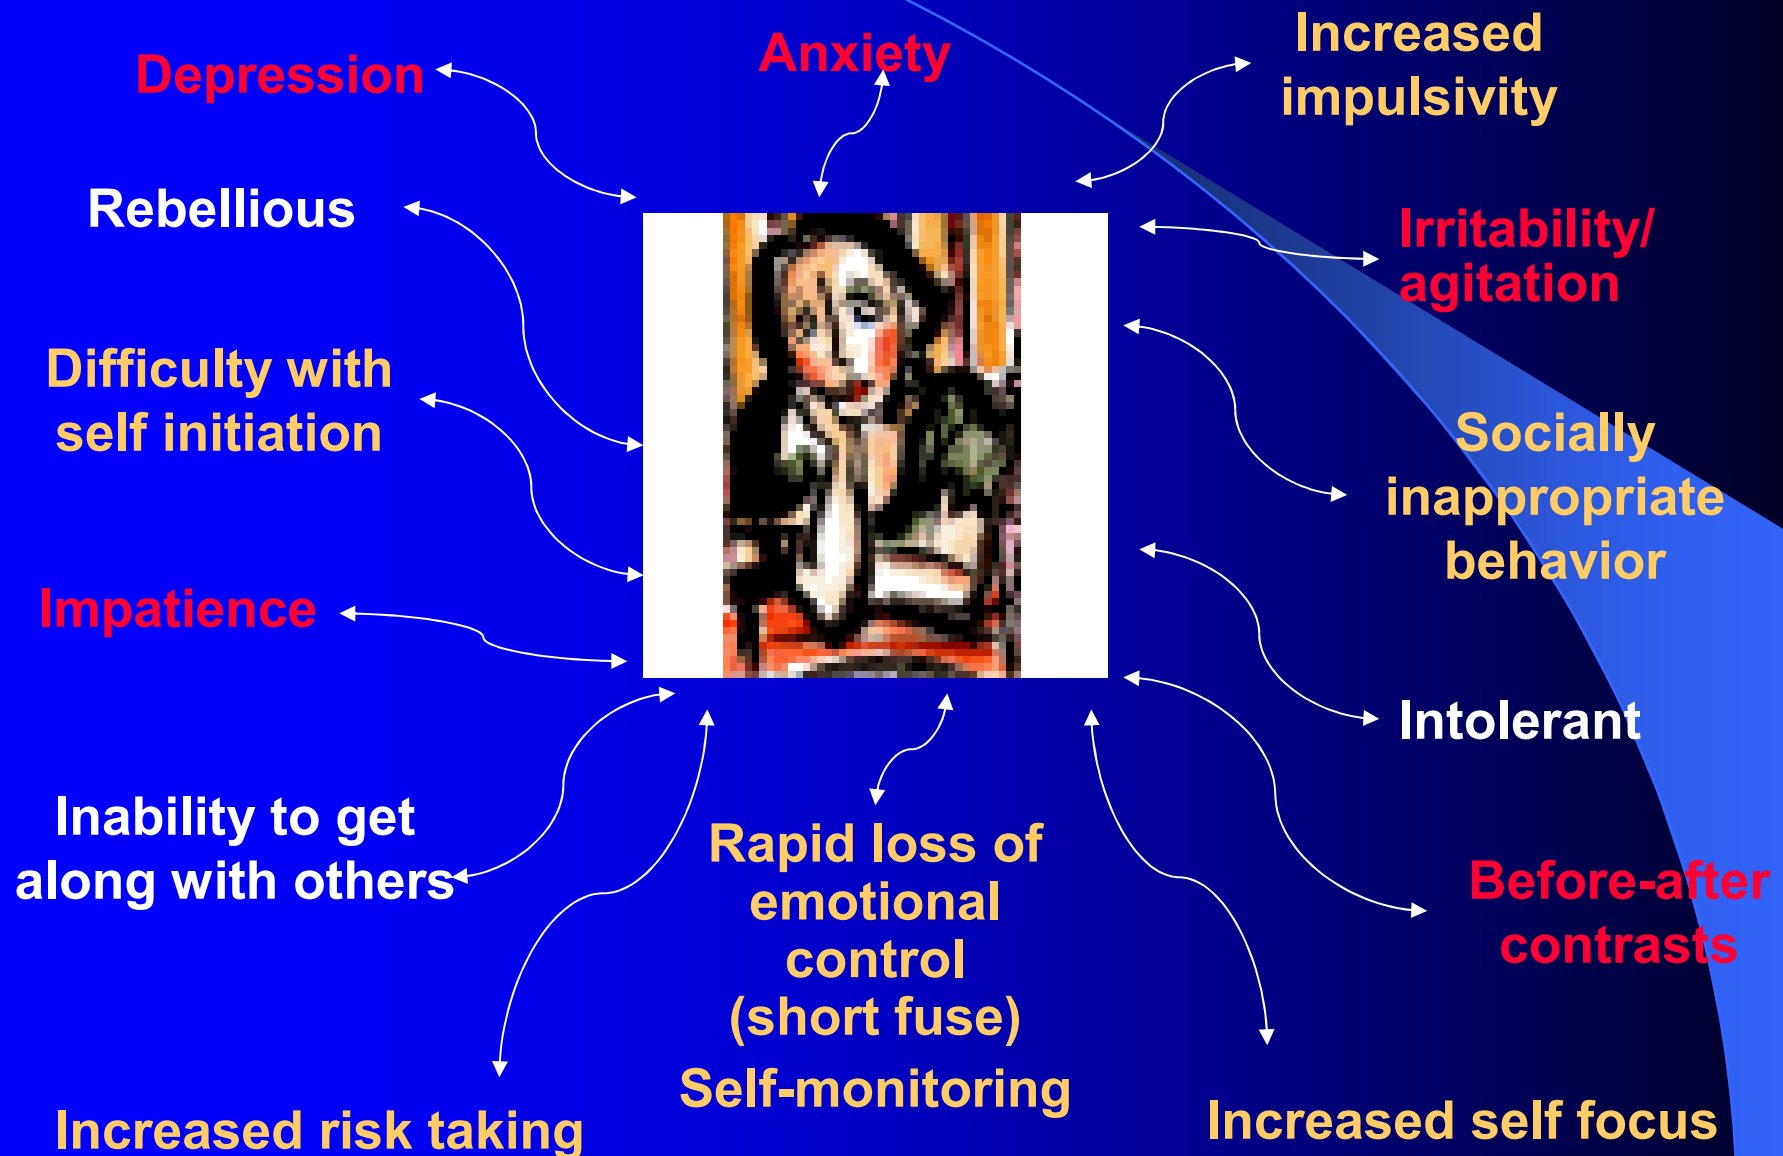 Depression
Anxiety
Increased
impulsivity
Rebellious
Irritability/
agitation
Difficulty with
self initiation
Socially
inappropriate
behavior
Impatience
Intolerant
Inability to get
along with others
Rapid loss of
emotional
control
(short fuse)
Self-monitoring
Before-after
contrasts
Increased risk taking
Increased self focus